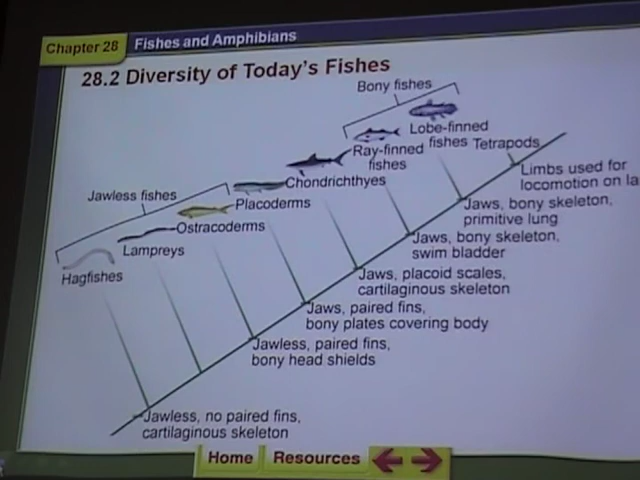 Chapter 28
Fishes and Amphibians
28.2 Diversity of Today's Fishes
Bony fishes
Lobe-finned
fishes
Tetrapods
Ray-finned
fishes
Chondrichthyes
Placoderms
Jawless fishes
Ostracoderms
Lampreys
Hagfishes
Limbs used for
locomotion on
Jaws, bony skeleton,
primitive lung
Jaws, bony skeleton,
swim bladder
Jaws, placoid scales,
cartilaginous skeleton
Jaws, paired fins,
bony plates covering body
Jawless, paired fins,
bony head shields
Jawless, no paired fins,
cartilaginous skeleton
Home
Resources